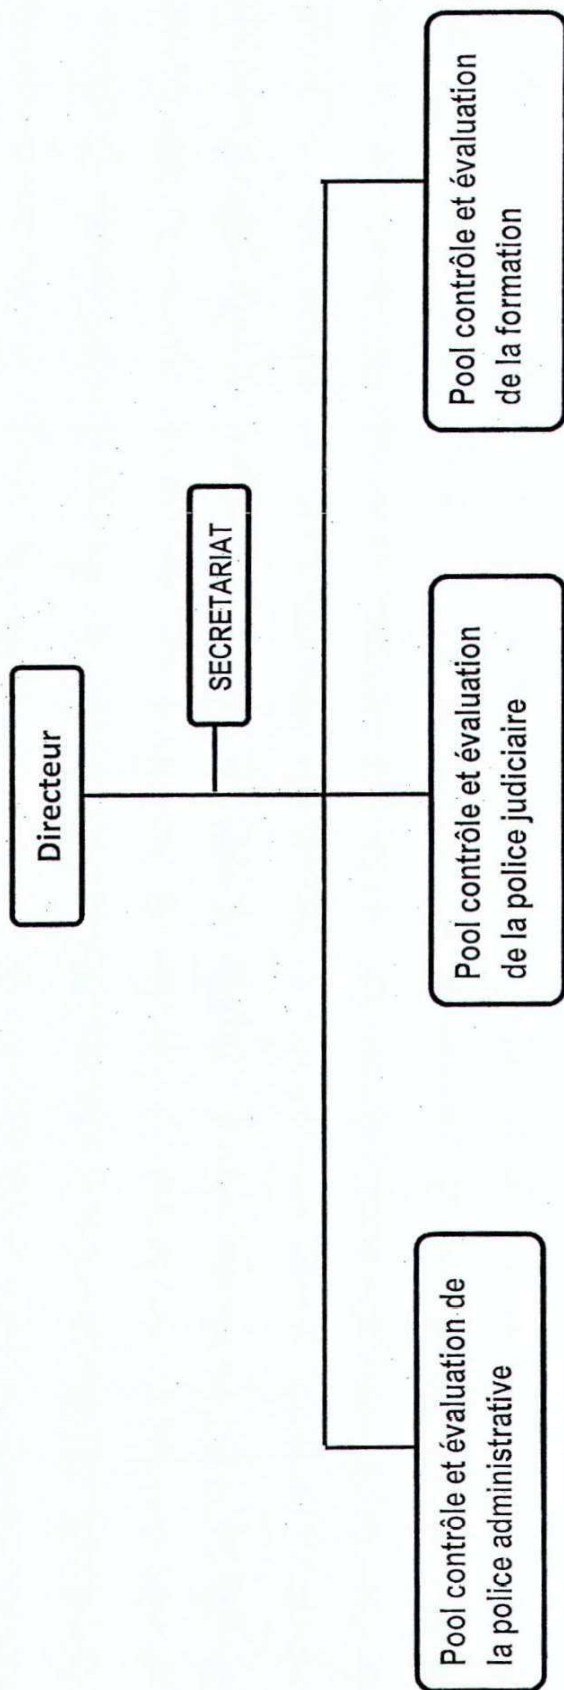 Directeur
SECRETARIAT
Pool contrôle et évaluation de
la police administrative
Pool contrôle et évaluation
de la police judiciaire
Pool contrôle et évaluation
de la formation